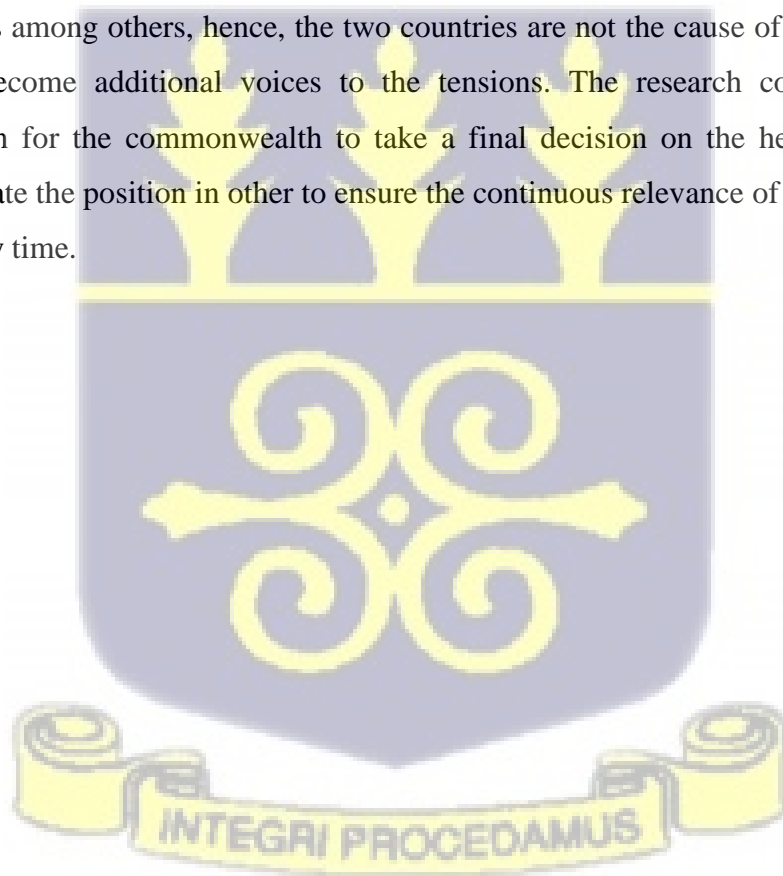 among others, hence, the two countries are not the cause of
ecome additional voices to the tensions. The research co
for the commonwealth to take a final decision on the he
ate the position in other to ensure the continuous relevance of
time.
INTEGRI PROCEDAMUS